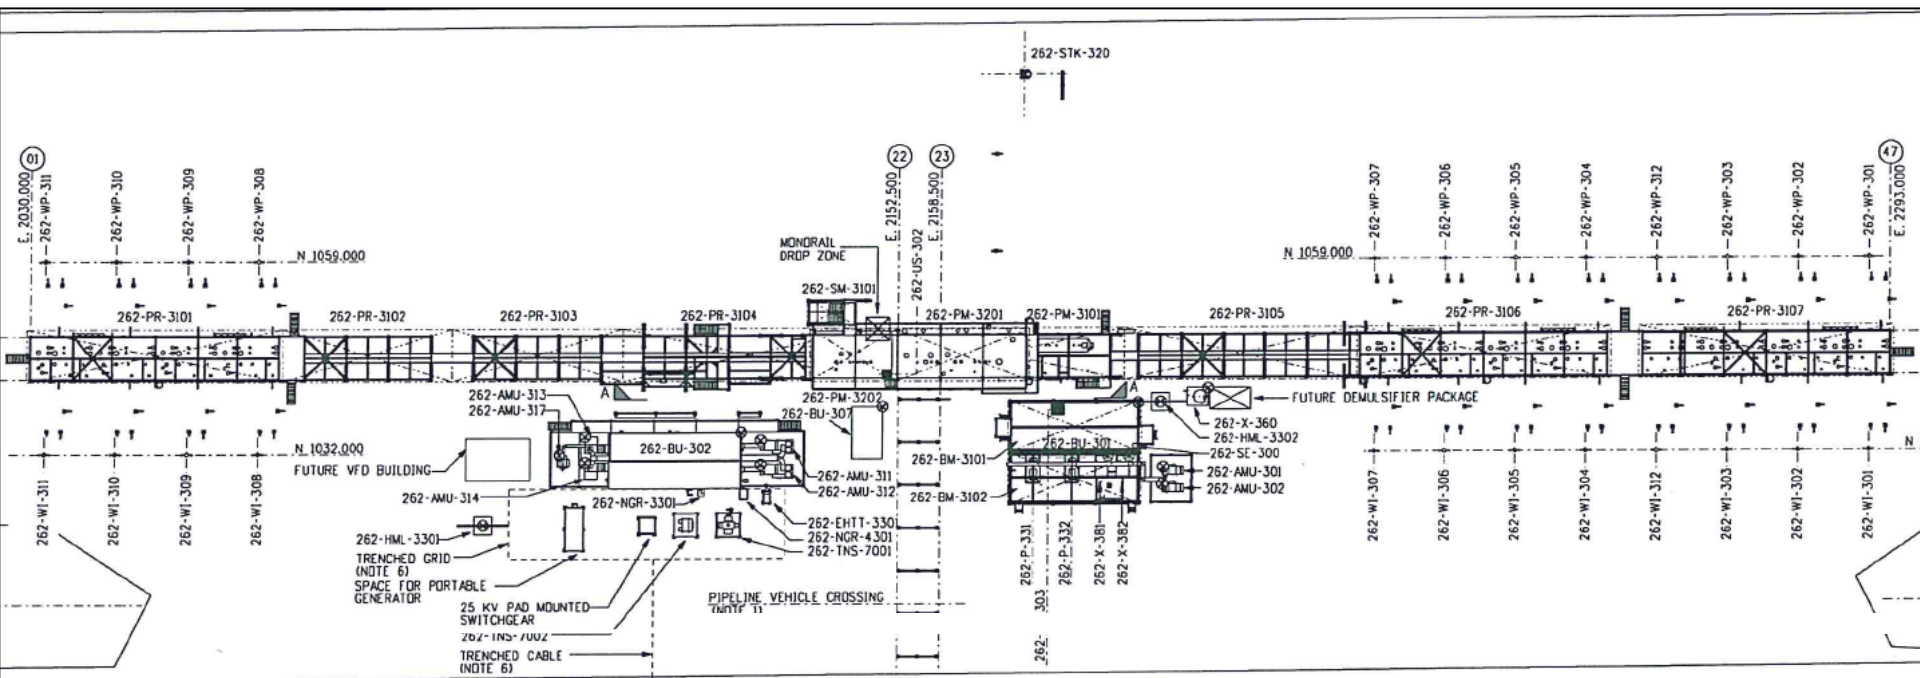 262-STK-320
01
22
23
47
E. 2030.000
262-WP-311
262-WP-310
262-WP-309
262-WP-308
E. 2152.500
262-US-302
E. 2158.500
262-WP-307
262-WP-306
262-WP-305
262-WP-304
262-WP-312
262-WP-303
262-WP-302
262-WP-301
E. 2293.000
N 1059.000
MONORAIL
DROP ZONE
N 1059.000
262-SM-3101
262-PR-3101
262-PR-3102
262-PR-3103
262-PR-3104
262-PM-3201
262-PM-3101
262-PR-3105
262-PR-3106
262-PR-3107
A
A
262-AMU-313
262-AMU-317
262-PM-3202
262-BU-307
FUTURE DEMULSIFIER PACKAGE
262-X-360
262-HML-3302
262-SE-300
262-BU-302
262-BU-301
262-BM-3101
N 1032.000
N
FUTURE VFD BUILDING
262-AMU-311
262-AMU-312
262-AMU-301
262-AMU-302
262-AMU-314
262-NGR-3301
262-BM-3102
262-WI-311
262-WI-310
262-WI-309
262-WI-308
262-WI-307
262-WI-306
262-WI-305
262-WI-304
262-WI-312
262-WI-303
262-WI-302
262-WI-301
262-EHTT-3301
262-NGR-4301
262-TNS-7001
262-HML-3301
262-P-331
262-P-332
262-X-381
262-X-382
TRENCHED GRID
(NOTE 6)
SPACE FOR PORTABLE
GENERATOR
25 KV PAD MOUNTED
SWITCHGEAR
262-TNS-7002
PIPELINE VEHICLE CROSSING
(NOTE 1)
303
262-
TRENCHED CABLE
(NOTE 6)